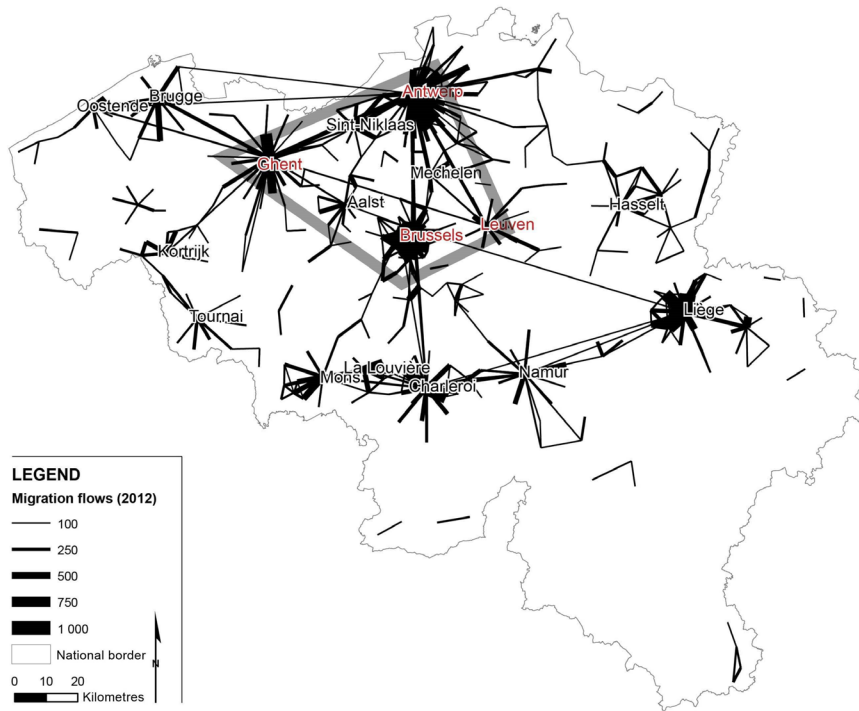 Antwerp
Brugge
Oostende
Sint-Niklaas
Ghent
Mechelen
Aalst
Hasselt
Leuven
Brussels
Kortrijk
Liège
Tournai
La Louvière
Namur
Mons
Charleroi
LEGEND
Migration flows (2012)
100
250
500
750
1 000
National border
0 10 20
Kilometres
N